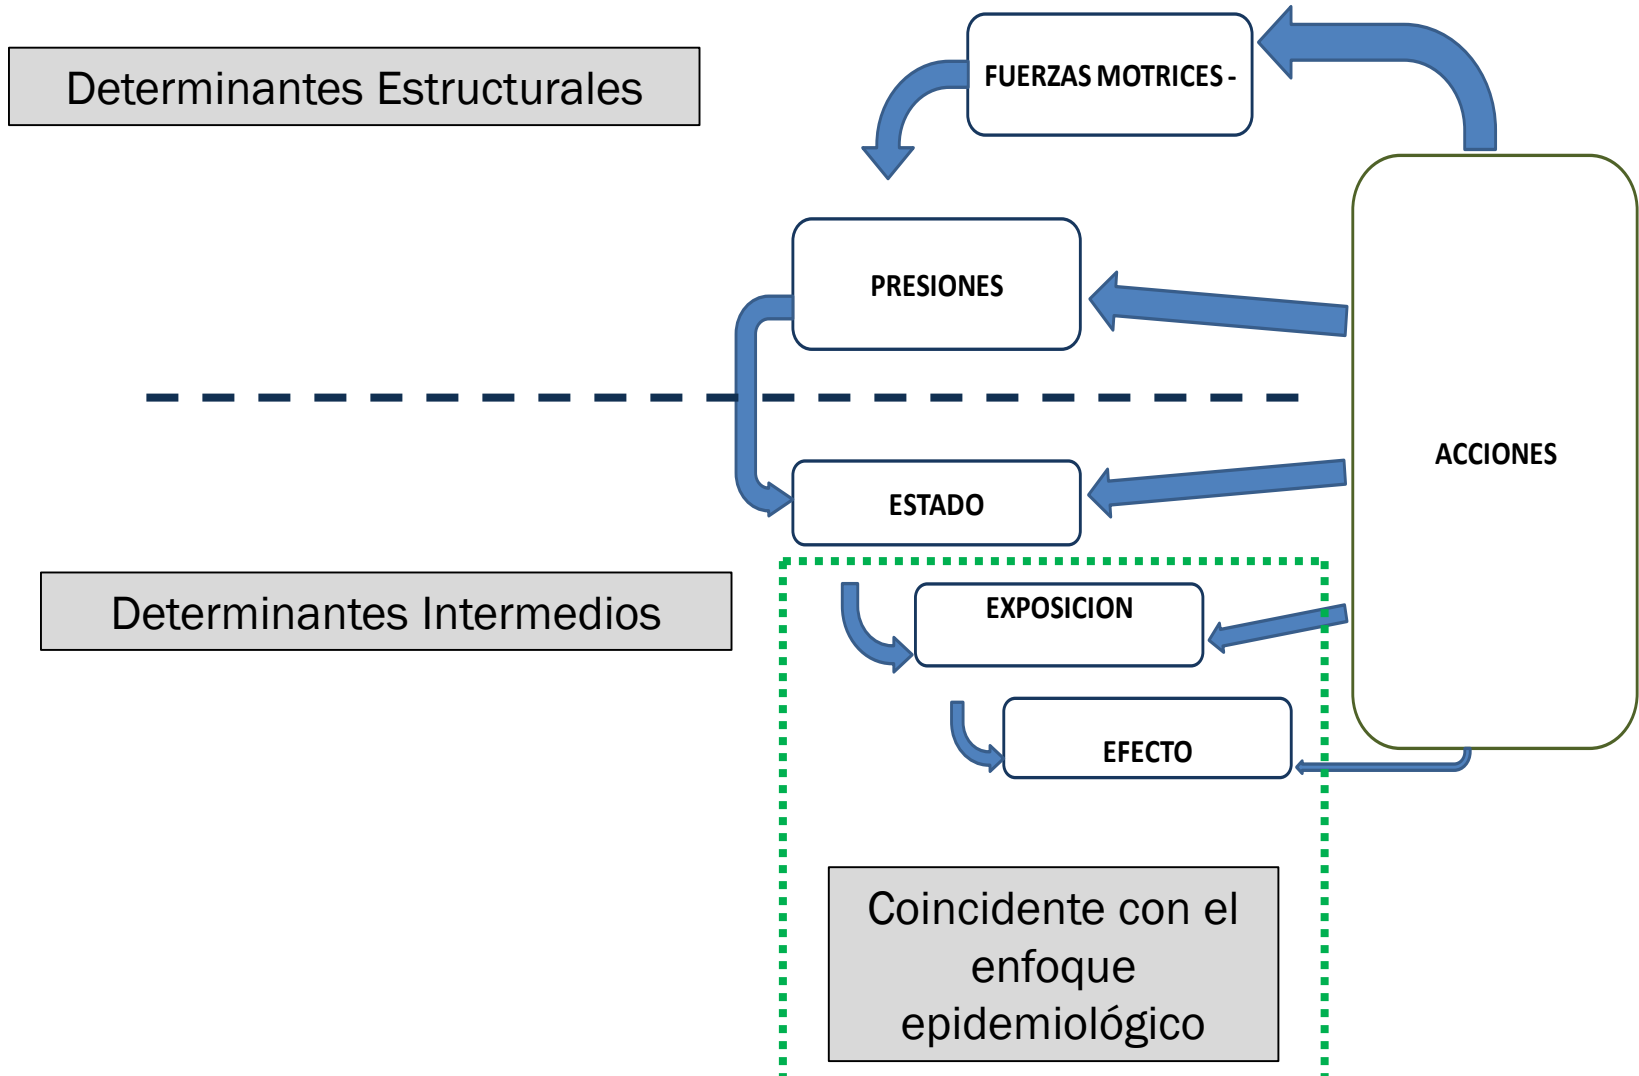 Determinantes Estructurales
FUERZAS MOTRICES -
PRESIONES
ACCIONES
ESTADO
Determinantes Intermedios
EXPOSICION
EFECTO
Coincidente con el
enfoque
epidemiológico